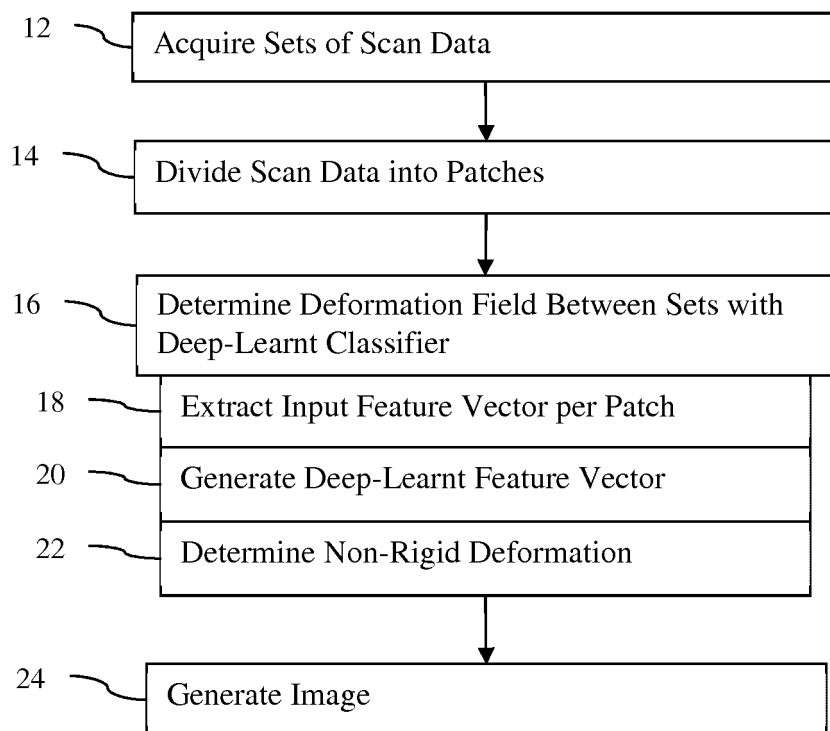 12 Acquire Sets of Scan Data
14 Divide Scan Data into Patches
16 Determine Deformation Field Between Sets with
Deep-Learnt Classifier
18 Extract Input Feature Vector per Patch
20 Generate Deep-Learnt Feature Vector
22 Determine Non-Rigid Deformation
24 Generate Image